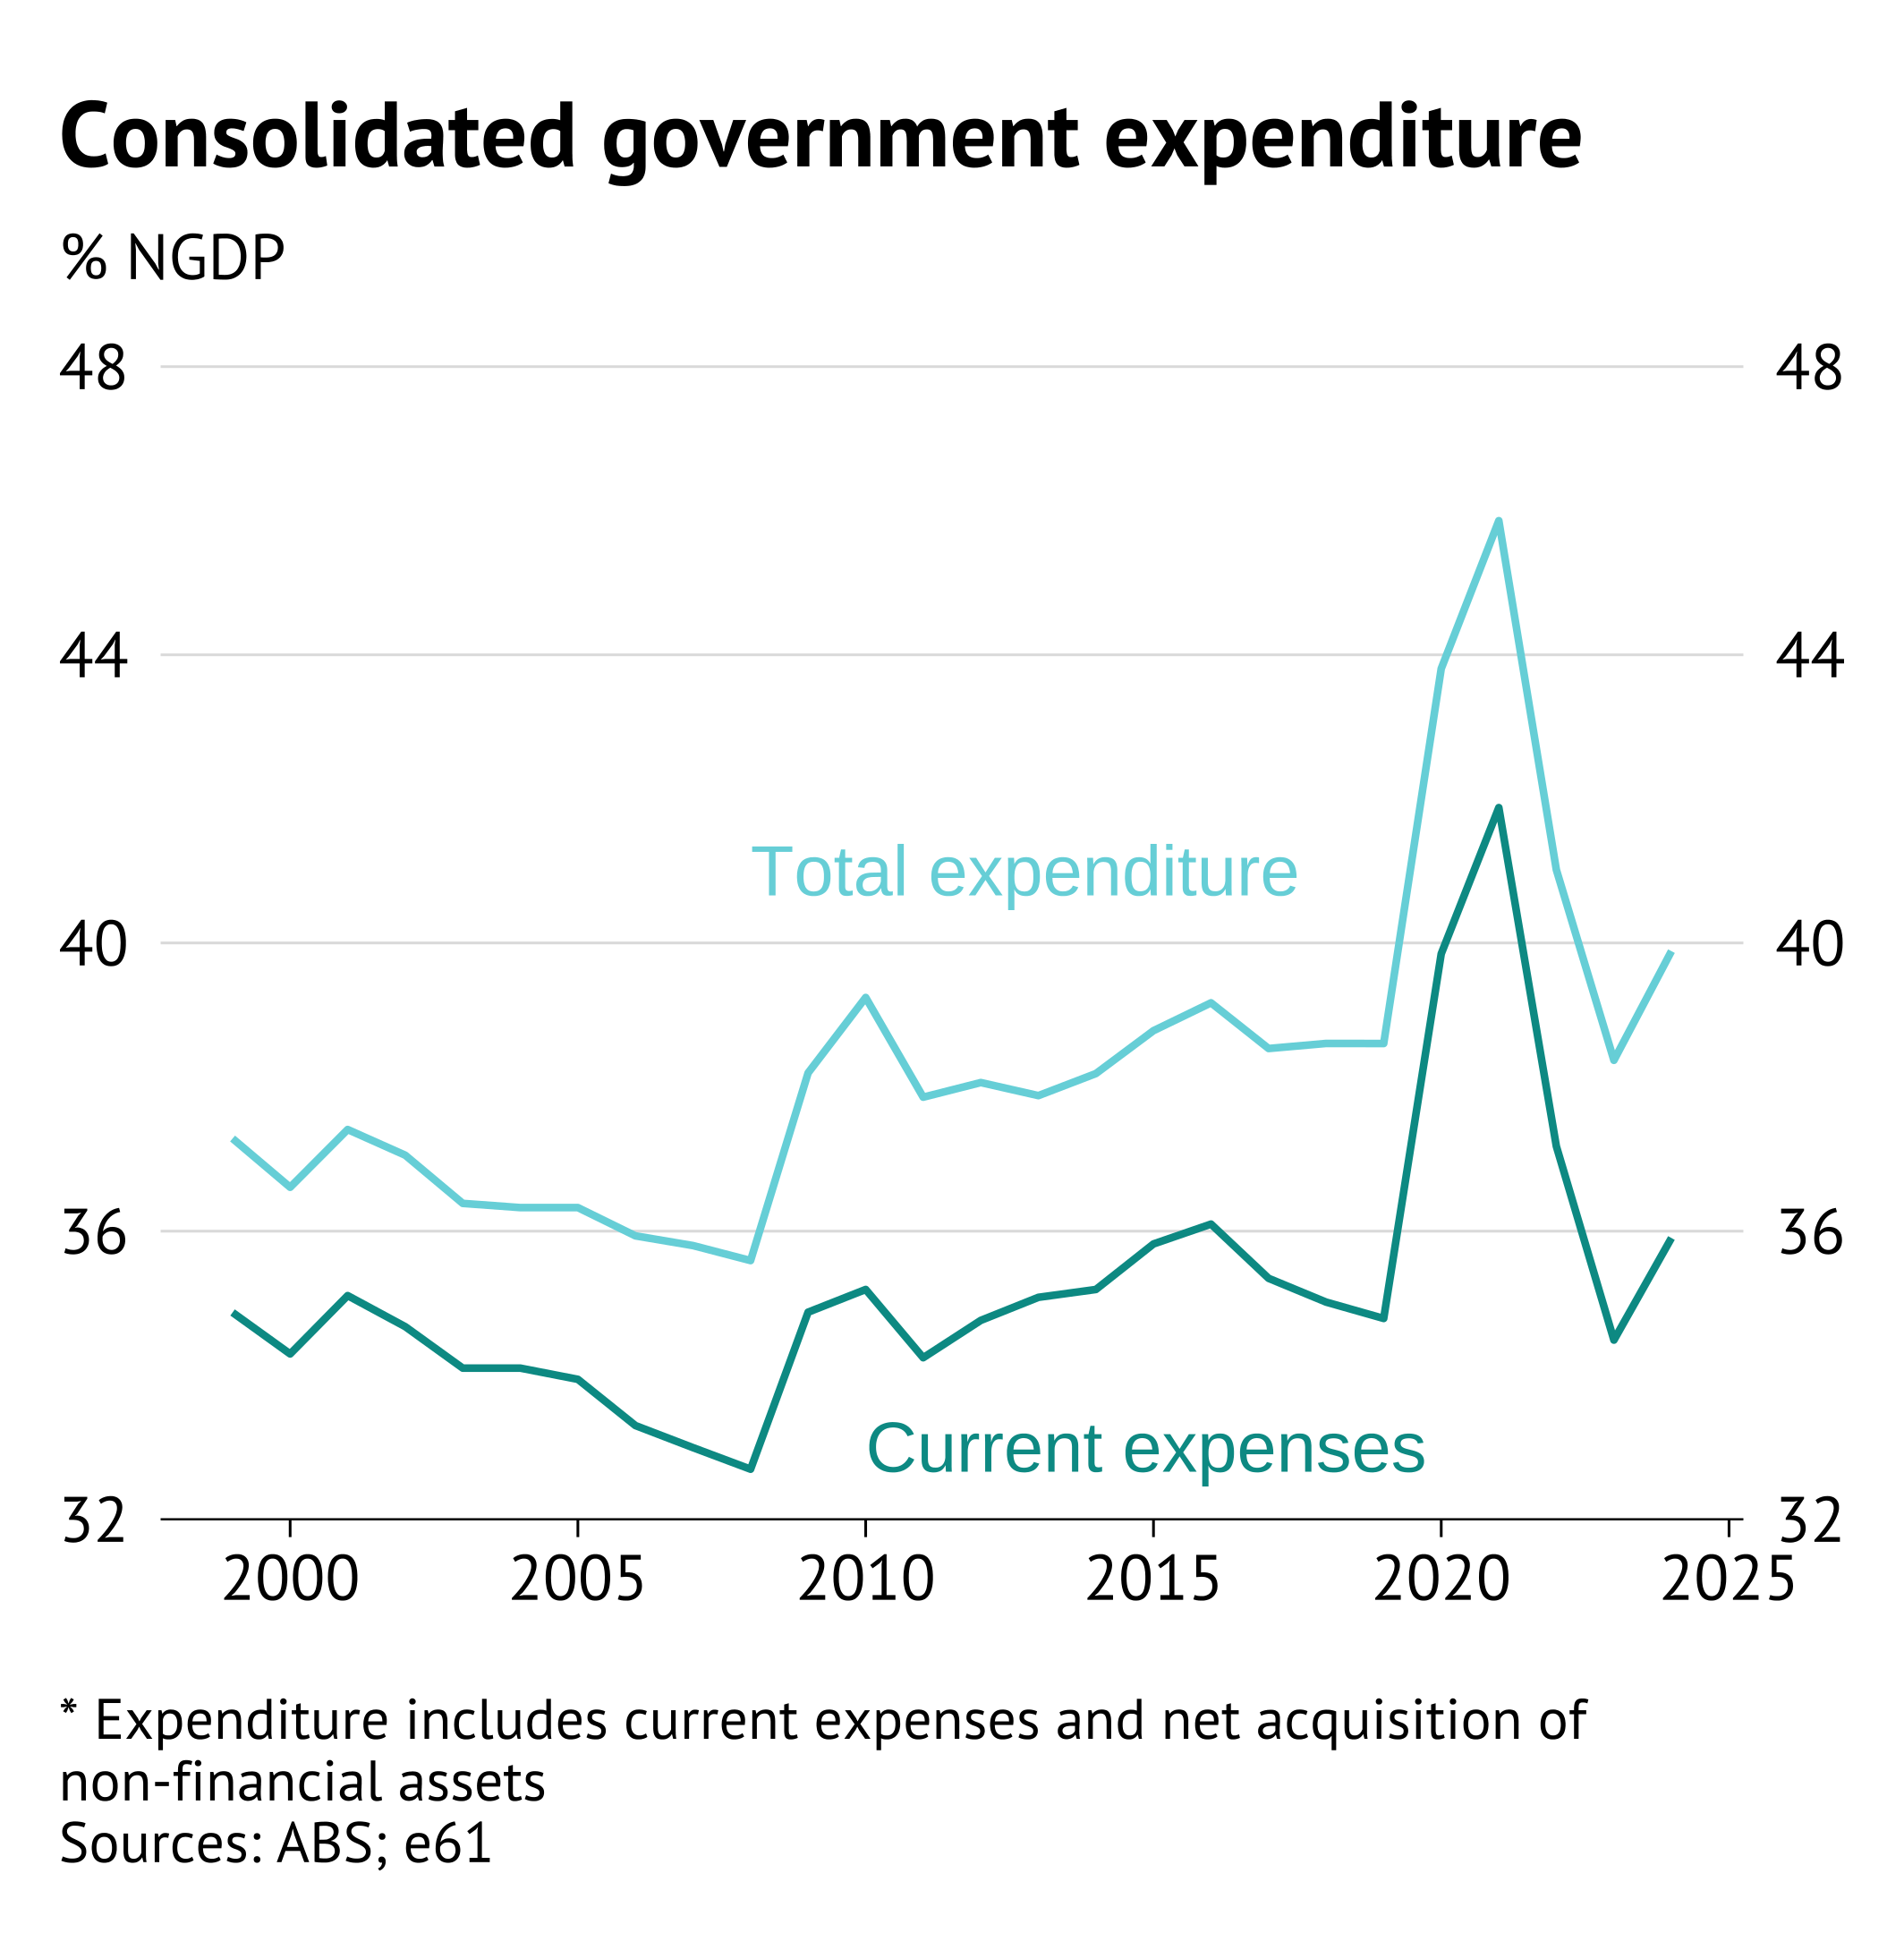 Consolidated government expenditure
% NGDP
48 48
44 44
Total expenditure
40 40
36 36
Current expenses
32 32
2000 2005 2010 2015 2020 2025
* Expenditure includes current expenses and net acquisition of
non-financial assets
Sources: ABS; e61